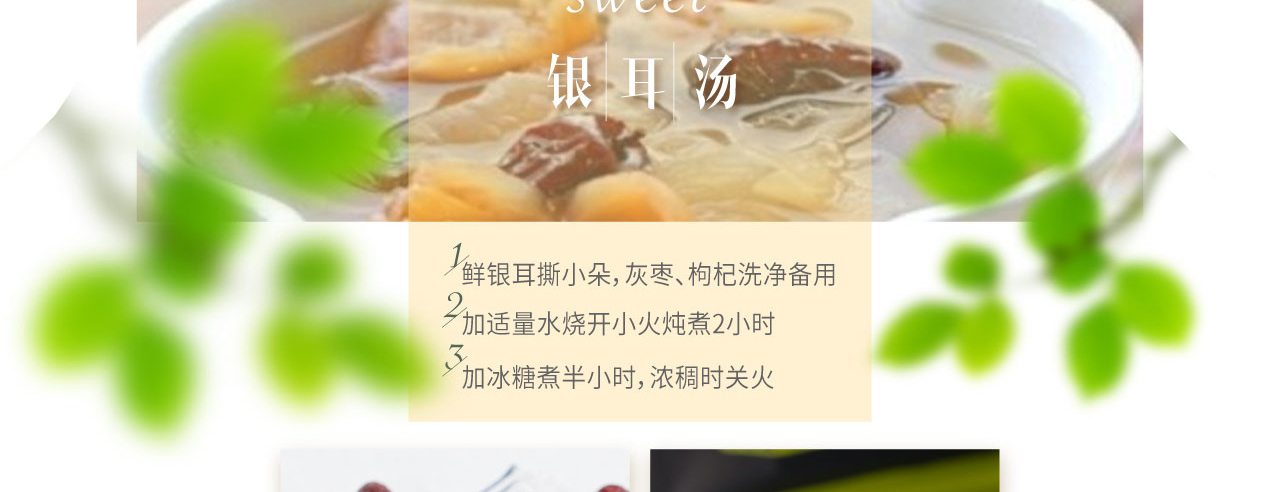 sweet
银耳汤
1 鲜银耳撕小朵，灰枣、枸杞洗净备用
2 加适量水烧开小火炖煮2小时
3 加冰糖煮半小时，浓稠时关火